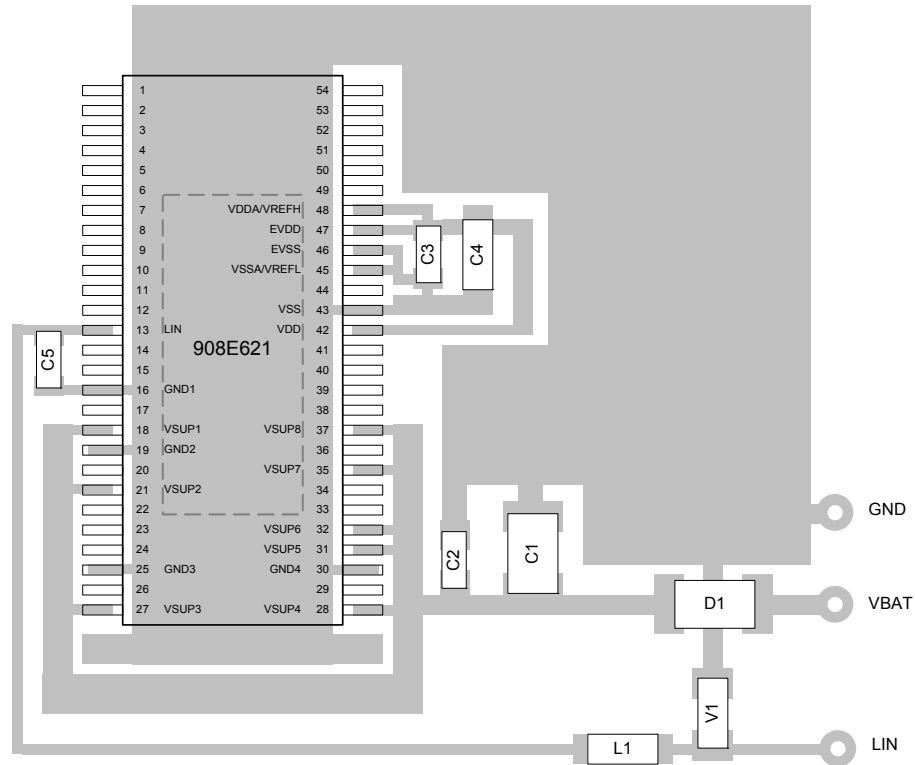 1 54
2 53
3 52
4 51
5 50
6 49
7 VDDA/VREFH 48
8 EVDD 47
9 EVSS 46
10 VSSA/VREFL 45
11 44
12 VSS 43
13 LIN VDD 42
14 908E621 41
15 40
16 GND1 39
17 38
18 VSUP1 VSUP8 37
19 GND2 36
20 VSUP7 35
21 VSUP2 34
22 33
23 VSUP6 32
24 VSUP5 31
25 GND3 GND4 30
26 29
27 VSUP3 VSUP4 28
C3
C4
C5
C2
C1
D1
V1
L1
GND
VBAT
LIN